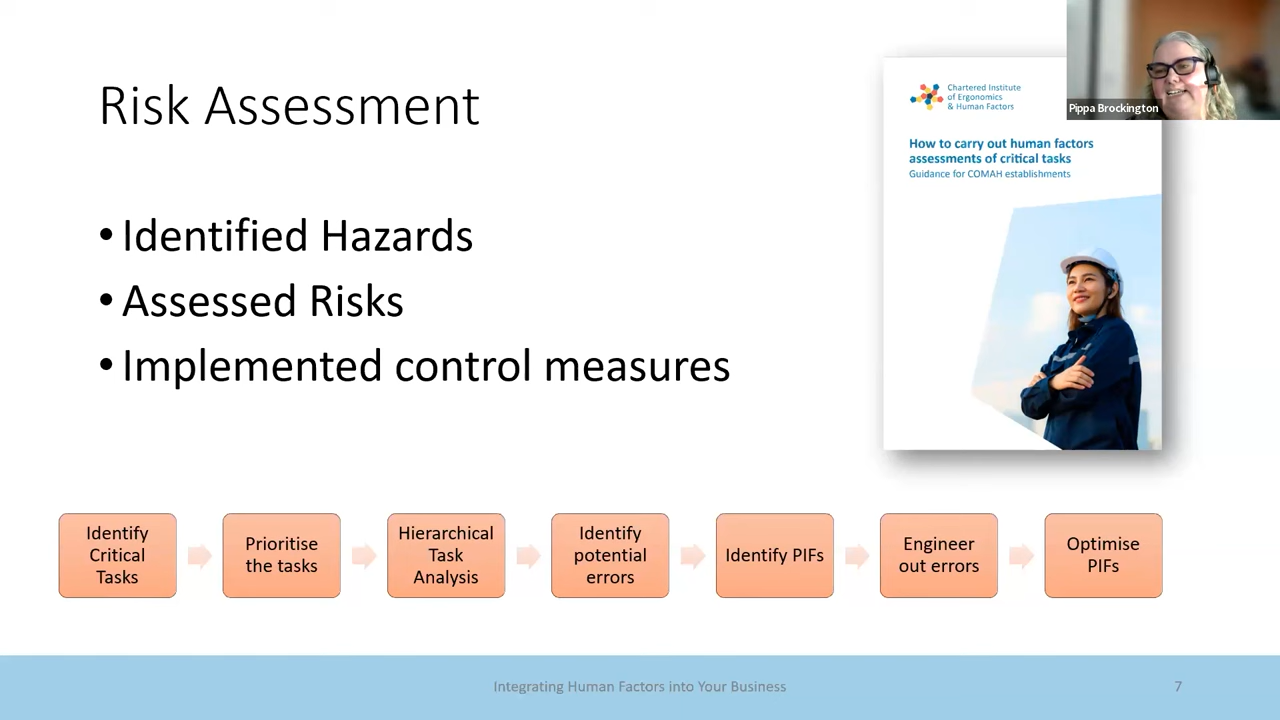 Risk Assessment
• Identified Hazards
• Assessed Risks
• Implemented control measures
Chartered Institute
of Ergonomics
& Human Factors
How to carry out human factors
assessments of critical tasks
Guidance for COMAH establishments
Pippa Brockington
Identify
Critical
Tasks
Prioritise
the tasks
Hierarchical
Task
Analysis
Identify
potential
errors
Identify PIFs
Engineer
out errors
Optimise
PIFs
Integrating Human Factors into Your Business
7